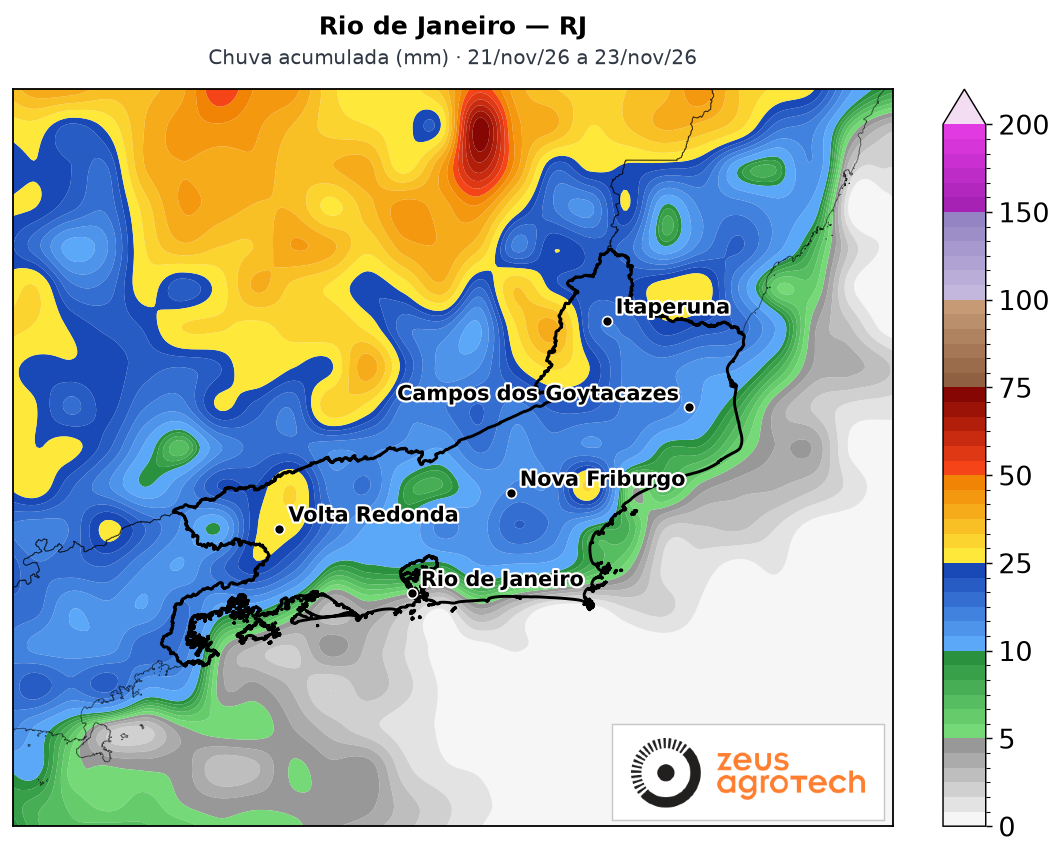 Rio de Janeiro — RJ
Chuva acumulada (mm) · 21/nov/26 a 23/nov/26
200
150
100
75
50
25
10
5
0
Itaperuna
Campos dos Goytacazes
Nova Friburgo
Volta Redonda
Rio de Janeiro
zeus
agrotech